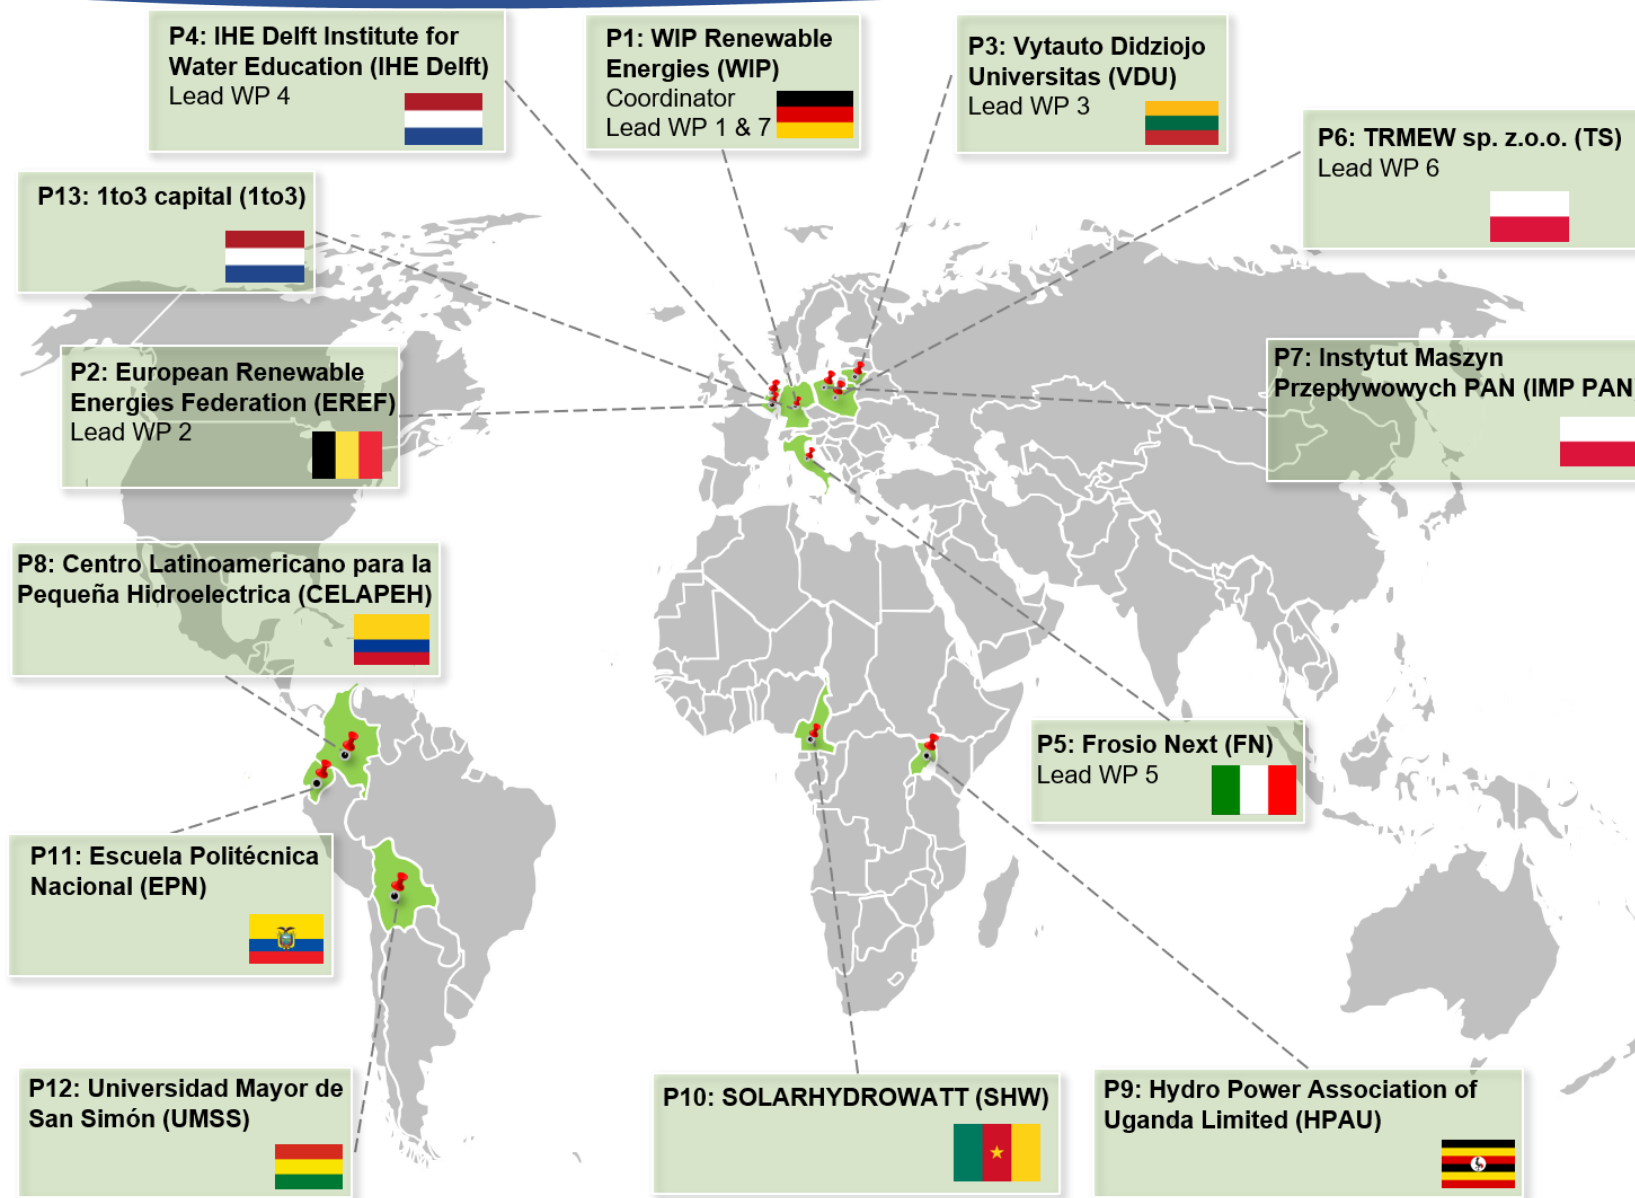 P4: IHE Delft Institute for
Water Education (IHE Delft)
Lead WP 4
P1: WIP Renewable
Energies (WIP)
Coordinator
Lead WP 1 & 7
P3: Vytauto Didziojo
Universitas (VDU)
Lead WP 3
P6: TRMEW sp. z.o.o. (TS)
Lead WP 6
P13: 1to3 capital (1to3)
P2: European Renewable
Energies Federation (EREF)
Lead WP 2
P7: Instytut Maszyn
Przepływowych PAN (IMP PAN)
P8: Centro Latinoamericano para la
Pequeña Hidroelectrica (CELAPEH)
P5: Frosio Next (FN)
Lead WP 5
P11: Escuela Politécnica
Nacional (EPN)
P12: Universidad Mayor de
San Simón (UMSS)
P10: SOLARHYDROWATT (SHW)
P9: Hydro Power Association of
Uganda Limited (HPAU)